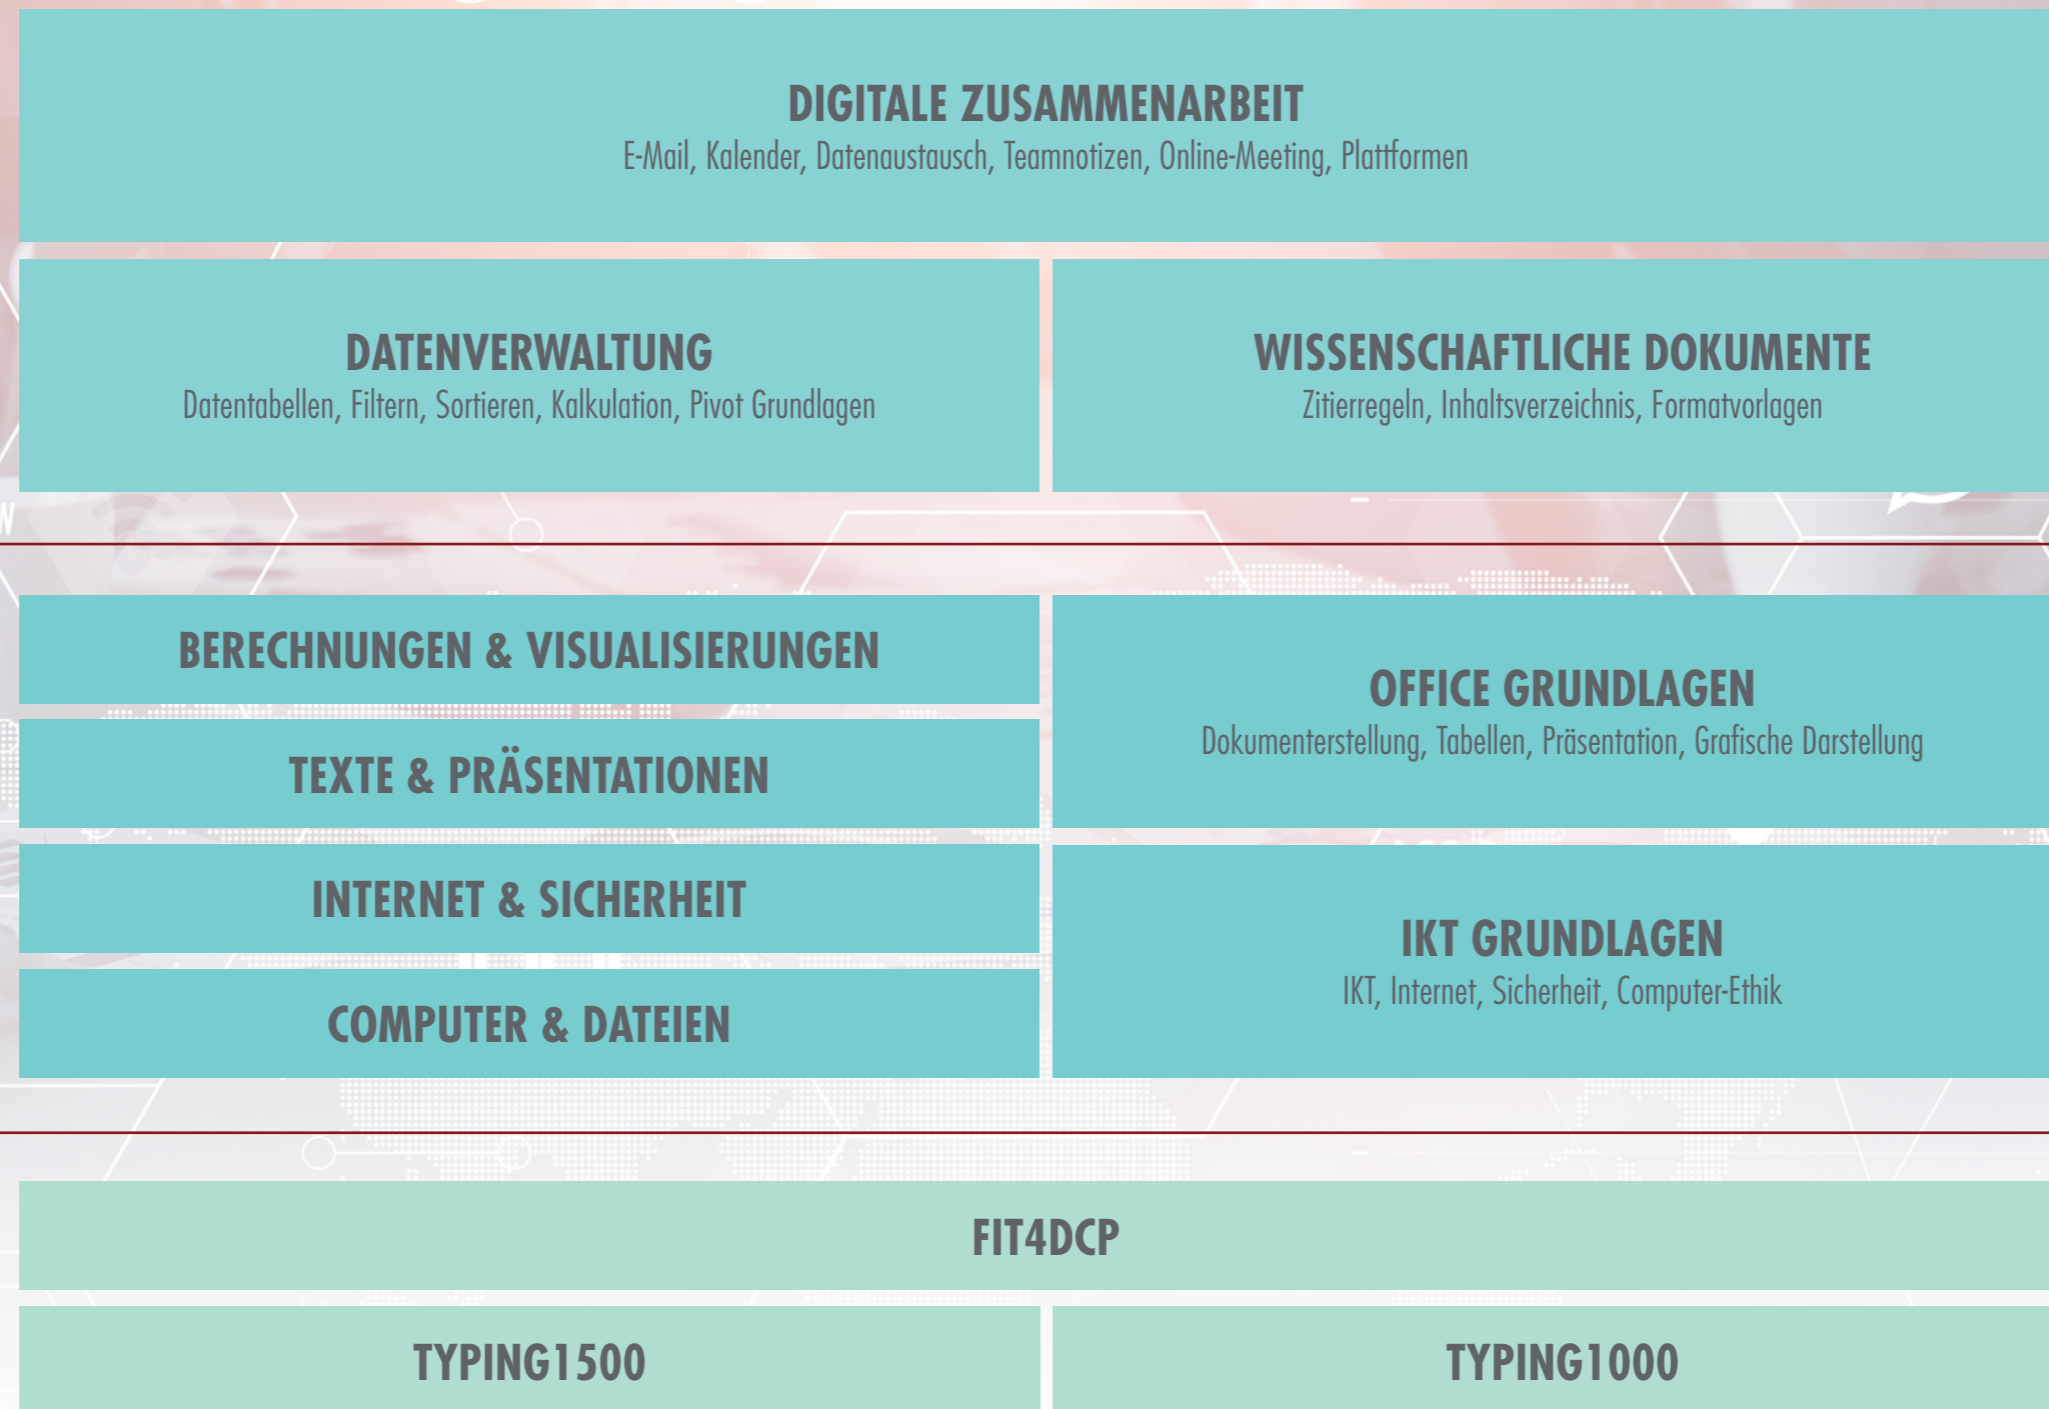 DIGITALE ZUSAMMENARBEIT
E-Mail, Kalender, Datenaustausch, Teamnotizen, Online-Meeting, Plattformen
DATENVERWALTUNG
Datentabellen, Filtern, Sortieren, Kalkulation, Pivot Grundlagen
WISSENSCHAFTLICHE DOKUMENTE
Zitierregeln, Inhaltsverzeichnis, Formatvorlagen
BERECHNUNGEN & VISUALISIERUNGEN
TEXTE & PRÄSENTATIONEN
INTERNET & SICHERHEIT
COMPUTER & DATEIEN
OFFICE GRUNDLAGEN
Dokumenterstellung, Tabellen, Präsentation, Grafische Darstellung
IKT GRUNDLAGEN
IKT, Internet, Sicherheit, Computer-Ethik
FIT4DCP
TYPING1500
TYPING1000